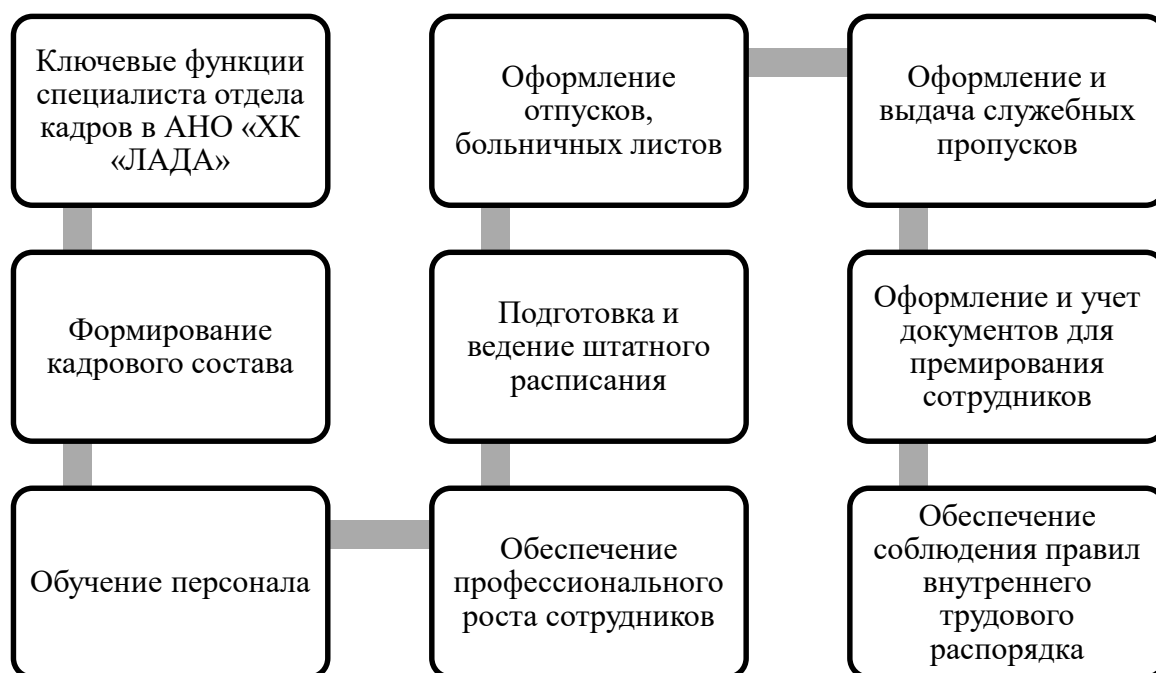 Ключевые функции
специалиста отдела
кадров в АНО «ХК
«ЛАДА»
Формирование
кадрового состава
Обучение персонала
Обеспечение
профессионального
роста сотрудников
Подготовка и
ведение штатного
расписания
Оформление
отпусков,
больничных листов
Оформление и
выдача служебных
пропусков
Оформление и учет
документов для
премирования
сотрудников
Обеспечение
соблюдения правил
внутреннего
трудового
распорядка